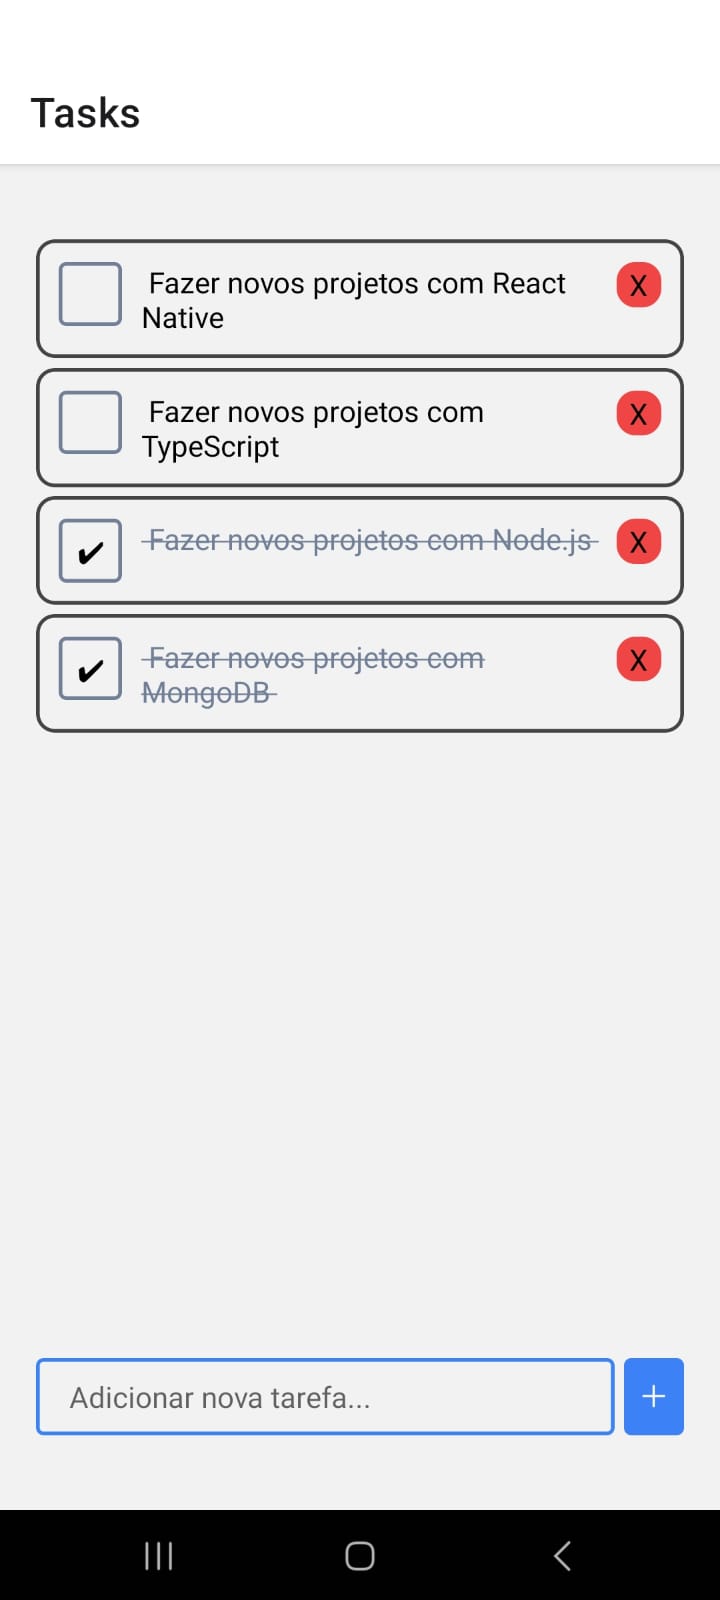 Tasks
Fazer novos projetos com React
Native
X
Fazer novos projetos com
TypeScript
X
✔
Fazer novos projetos com Node.js
X
✔
Fazer novos projetos com
MongoDB
X
Adicionar nova tarefa...
+